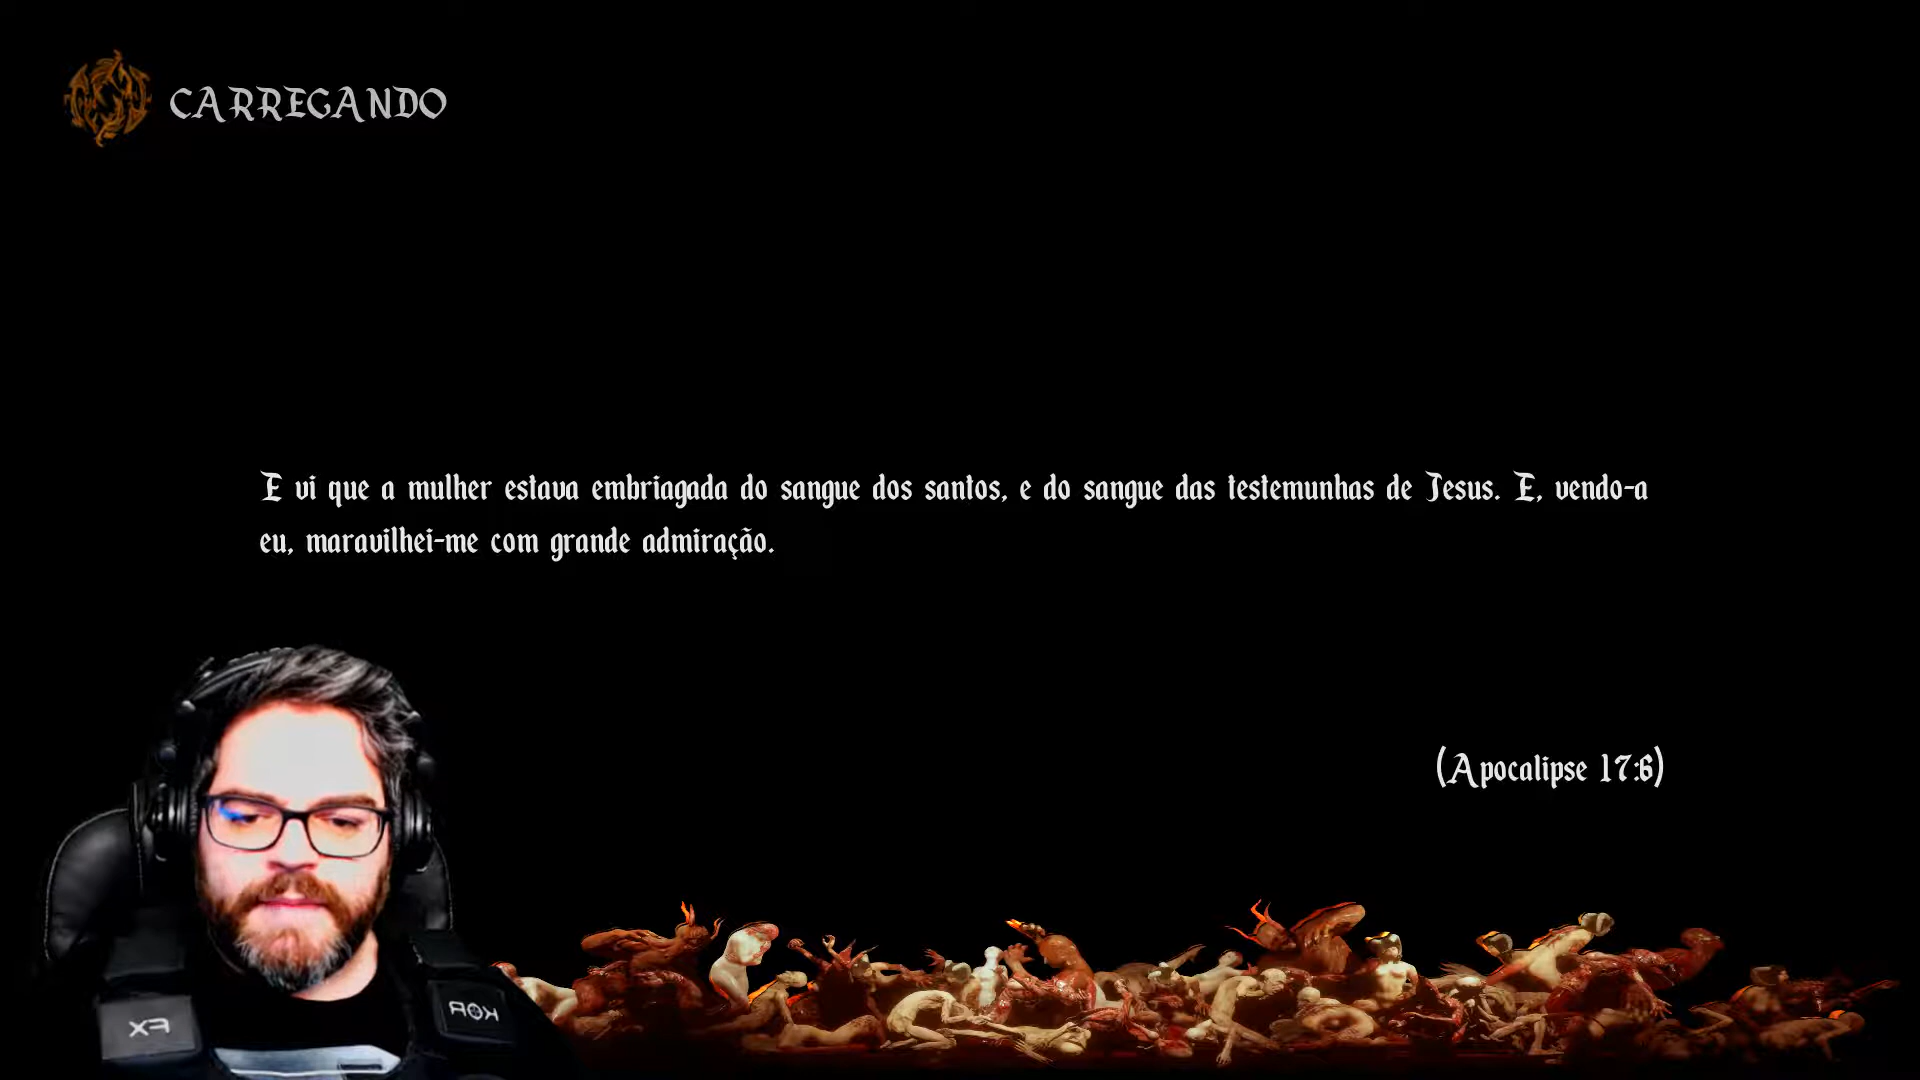 CARREGANDO
E vi que a mulher estava embriagada do sangue dos santos, e do sangue das testemunhas de Jesus. E, vendo-a
eu, maravilhei-me com grande admiração.
(Apocalipse 17:6)